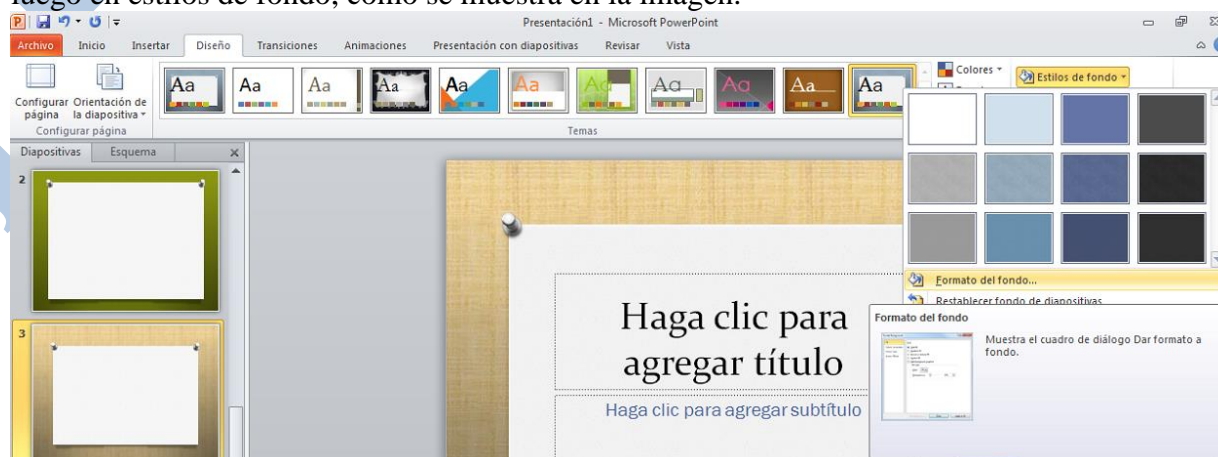 luego en estilos de fondo, como se muestra en la imagen:
Presentación1 - Microsoft PowerPoint
Archivo Inicio Insertar Diseño Transiciones Animaciones Presentación con diapositivas Revisar Vista
Configurar página
Orientación de la diapositiva
Aa Aa Aa Aa Aa Aa Aa Aa Aa Aa Aa
Colores
Estilos de fondo
Configurar página
Temas
Diapositivas Esquema
2
3
Haga clic para
agregar título
Haga clic para agregar subtítulo
Formato del fondo...
Restablecer fondo de diapositivas
Formato del fondo
Muestra el cuadro de diálogo Dar formato a
fondo.